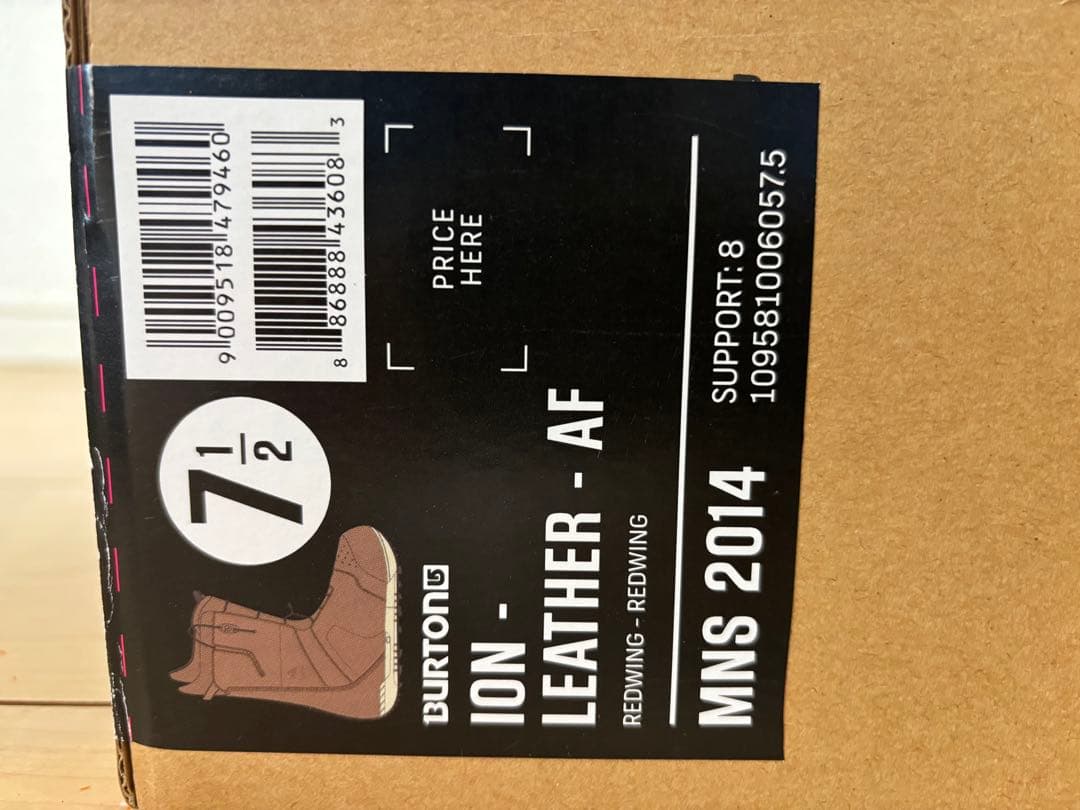 7 1/2
9 009518 479460
8 86888 43608 3
BURTON
ION -
LEATHER - AF
REDWING - REDWING
PRICE
HERE
MNS 2014
SUPPORT: 8
10958100605​7.5